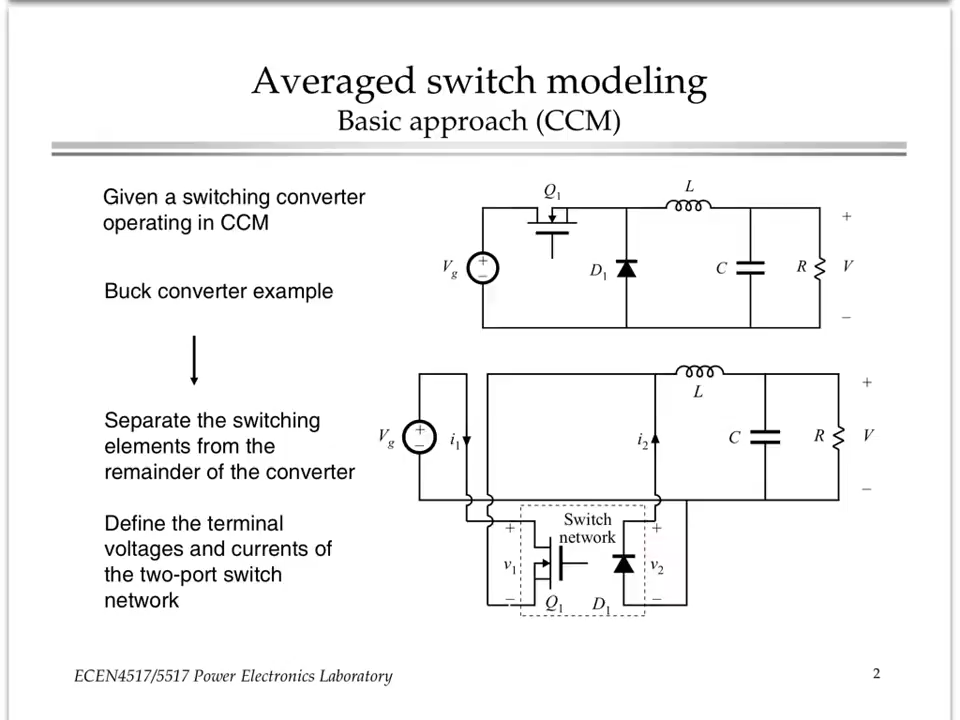 Averaged switch modeling
Basic approach (CCM)
Given a switching converter
operating in CCM
Buck converter example
Separate the switching
elements from the
remainder of the converter
Define the terminal
voltages and currents of
the two-port switch
network
Q1
L
+
Vg
+
−
D1
C
R
V
−
L
+
Vg
+
−
i1
i2
C
R
V
−
Switch
network
+
+
v1
v2
−
−
Q1
D1
ECEN4517/5517 Power Electronics Laboratory
2